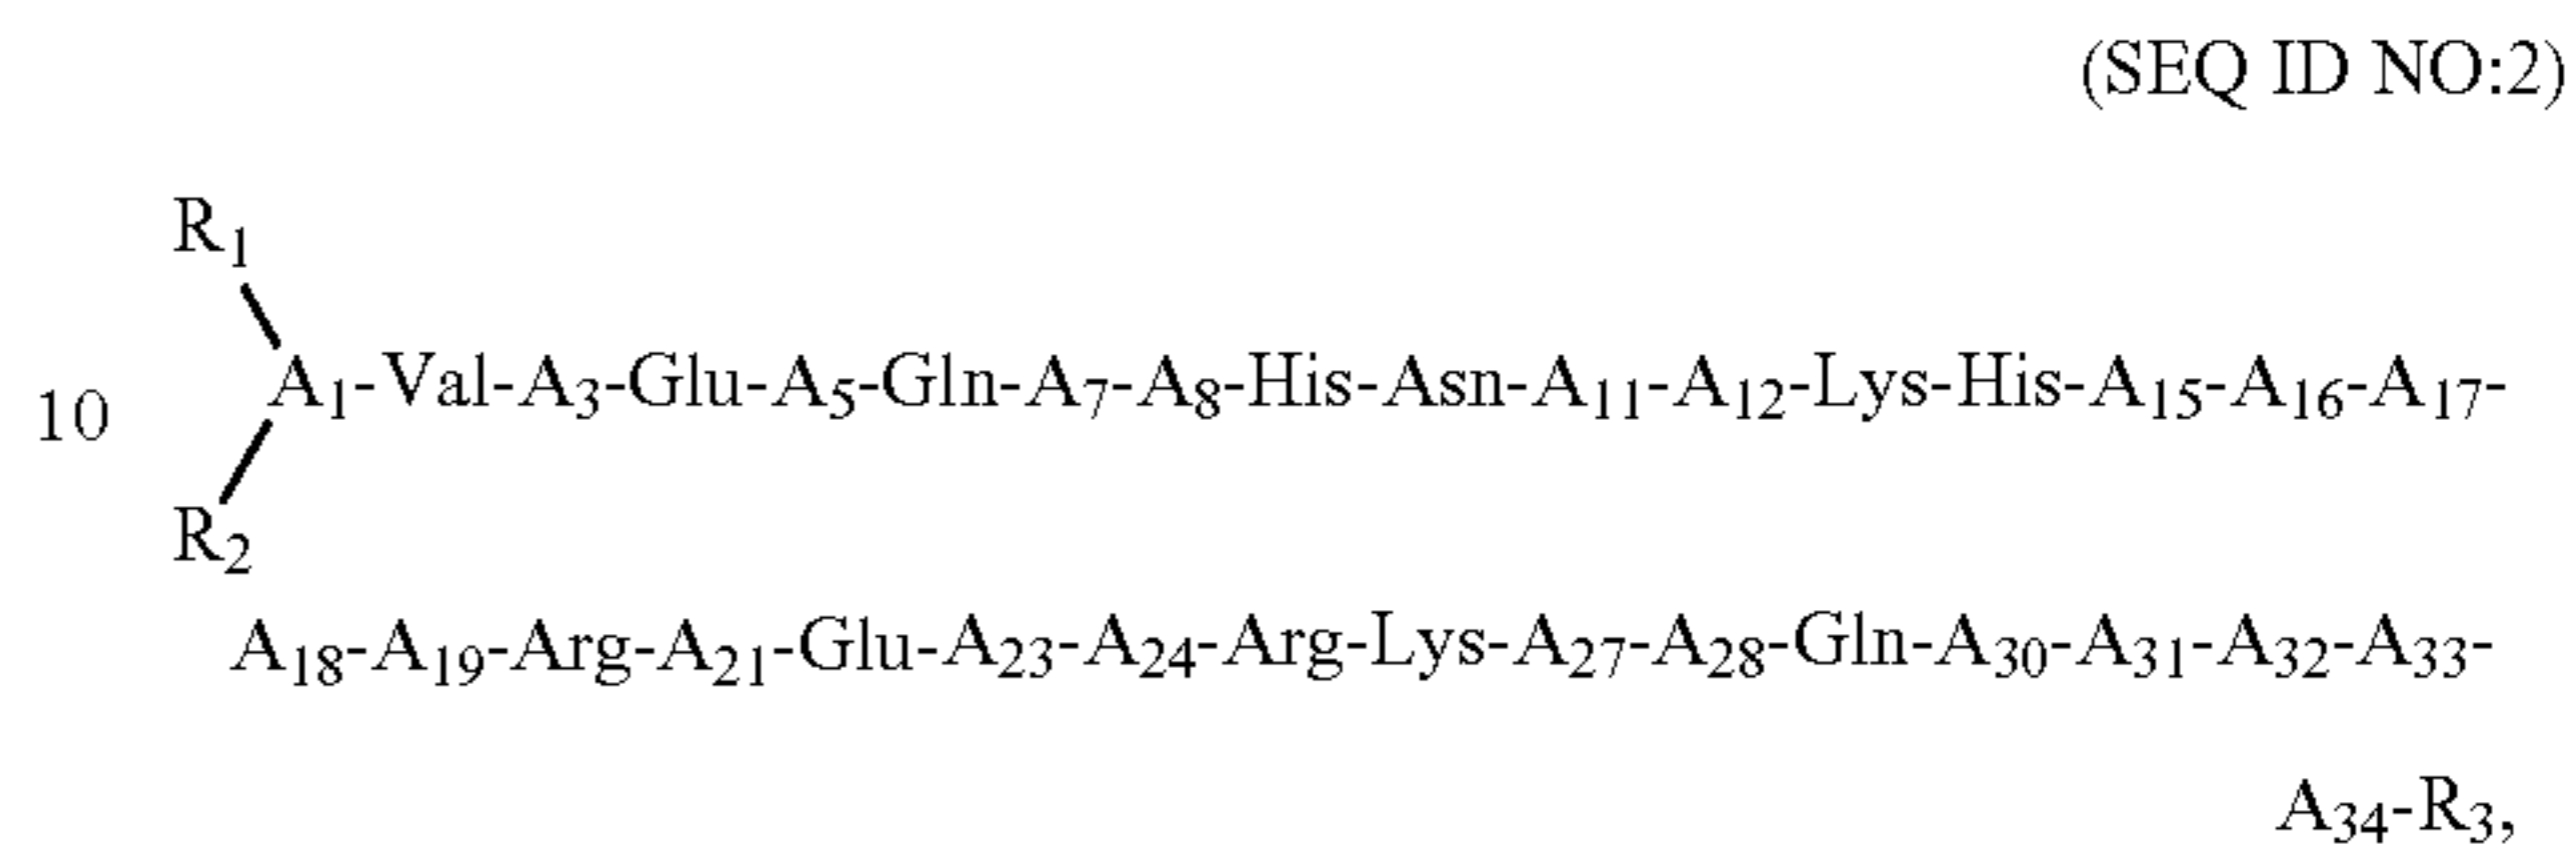 (SEQ ID NO:2)
R1
10 A1-Val-A3-Glu-A5-Gln-A7-A8-His-Asn-A11-A12-Lys-His-A15-A16-A17-
R2
A18-A19-Arg-A21-Glu-A23-A24-Arg-Lys-A27-A28-Gln-A30-A31-A32-A33-
A34-R3,